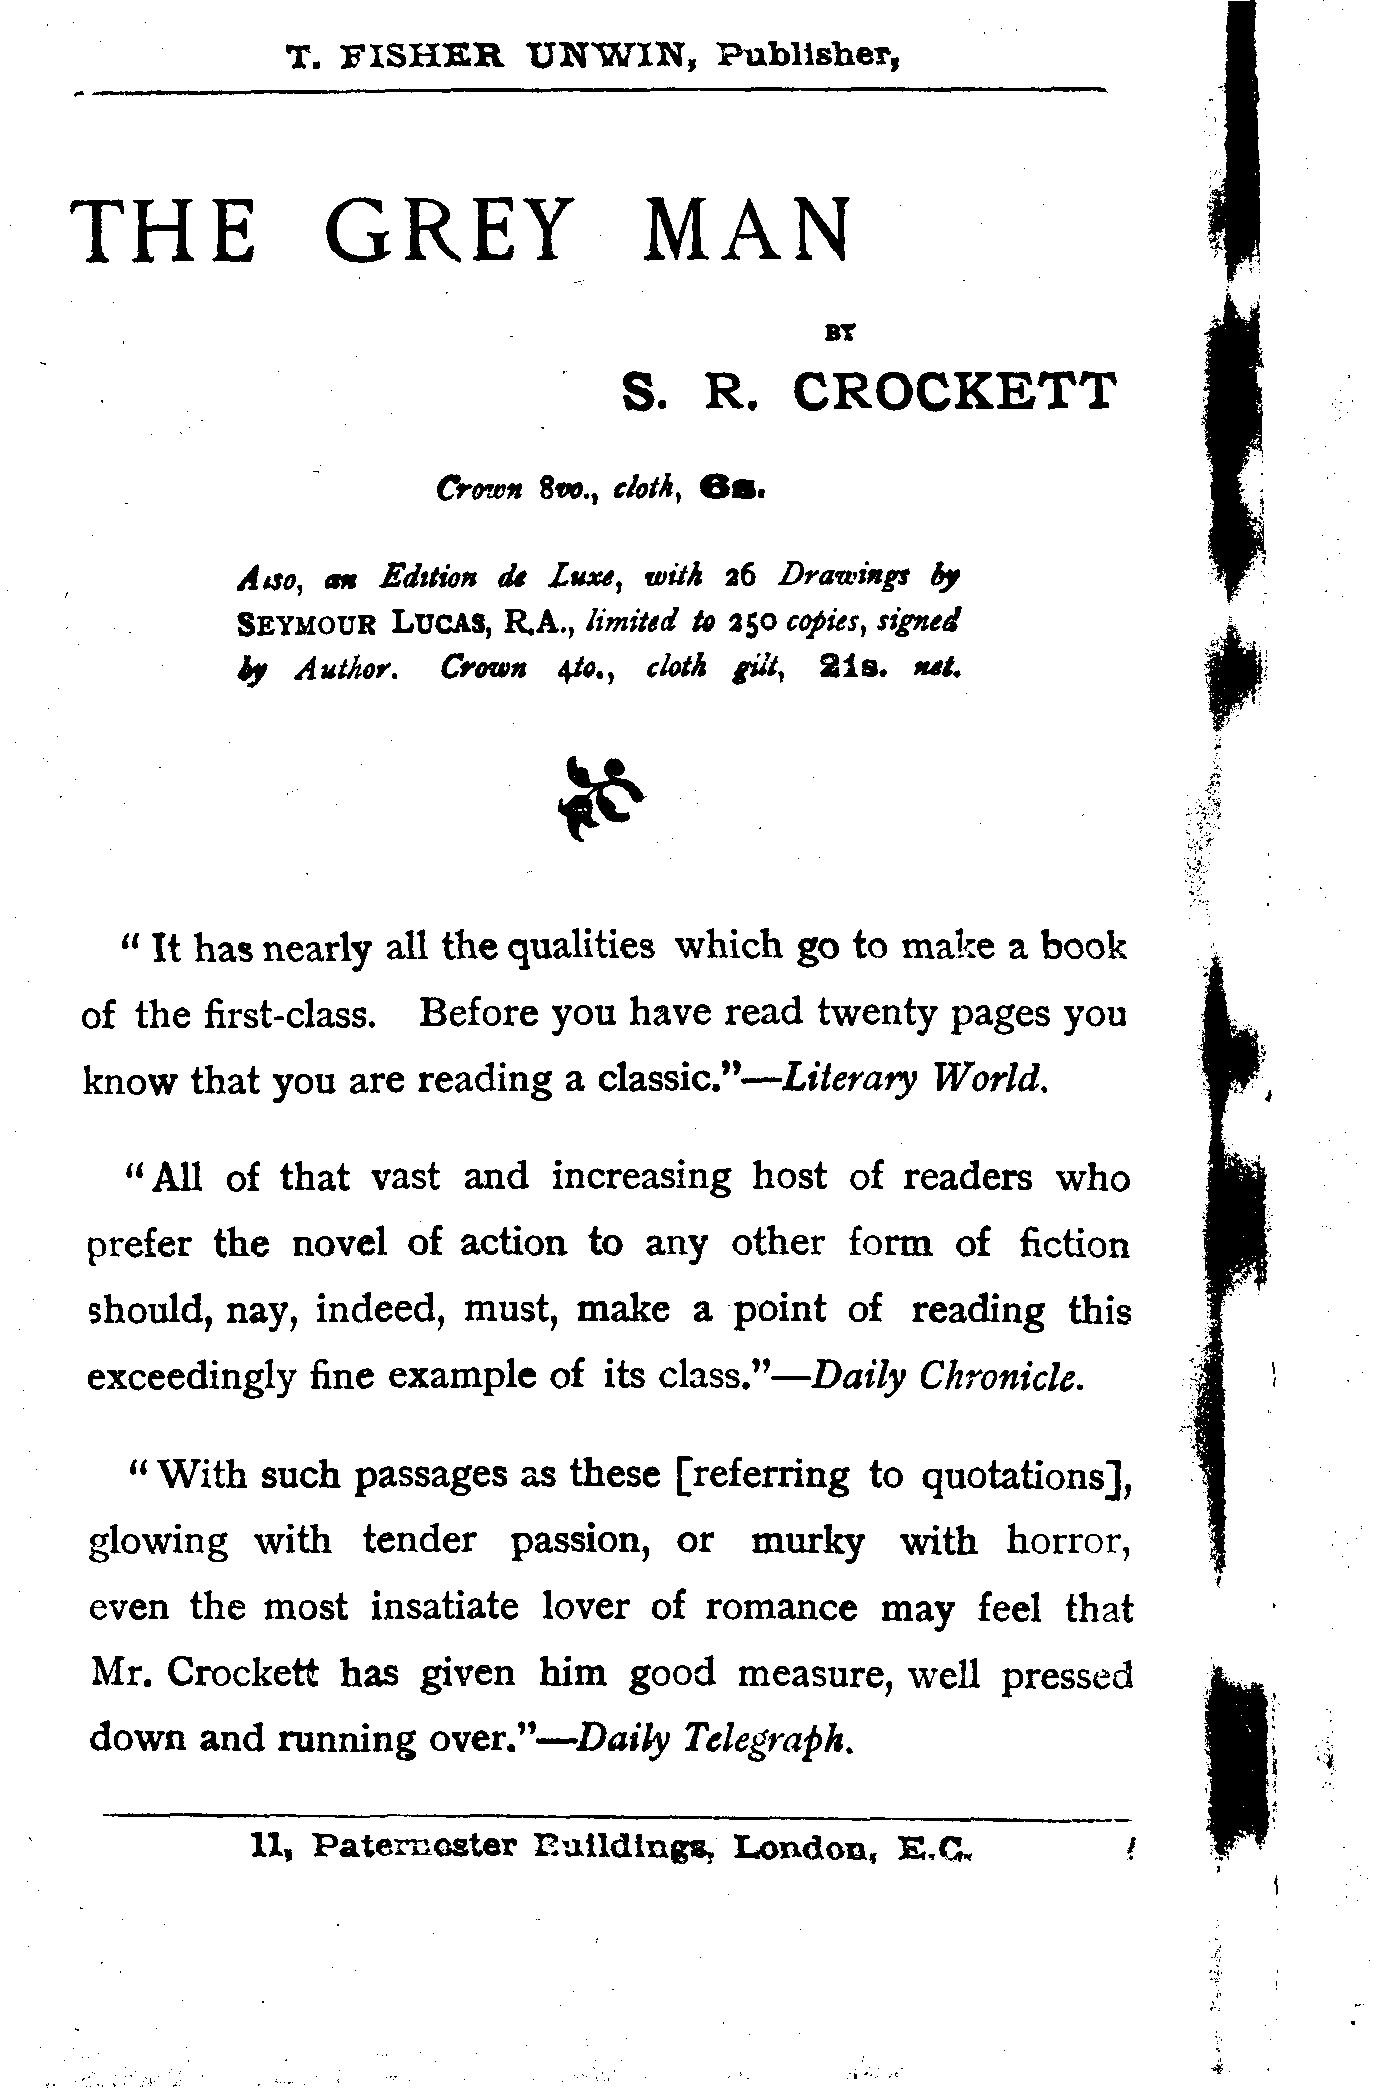 T. FISHER UNWIN, Publisher,
THE GREY MAN
BY
S. R. CROCKETT
Crown 8vo., cloth, 6s.
Also, an Edition de Luxe, with 26 Drawings by
SEYMOUR LUCAS, R.A., limited to 250 copies, signed
by Author. Crown 4to., cloth gilt, 21s. net.
“It has nearly all the qualities which go to make a book
of the first-class. Before you have read twenty pages you
know that you are reading a classic.”—Literary World.
“All of that vast and increasing host of readers who
prefer the novel of action to any other form of fiction
should, nay, indeed, must, make a point of reading this
exceedingly fine example of its class.”—Daily Chronicle.
“With such passages as these [referring to quotations],
glowing with tender passion, or murky with horror,
even the most insatiate lover of romance may feel that
Mr. Crockett has given him good measure, well pressed
down and running over.”—Daily Telegraph.
11, Paternoster Buildings, London, E.C.